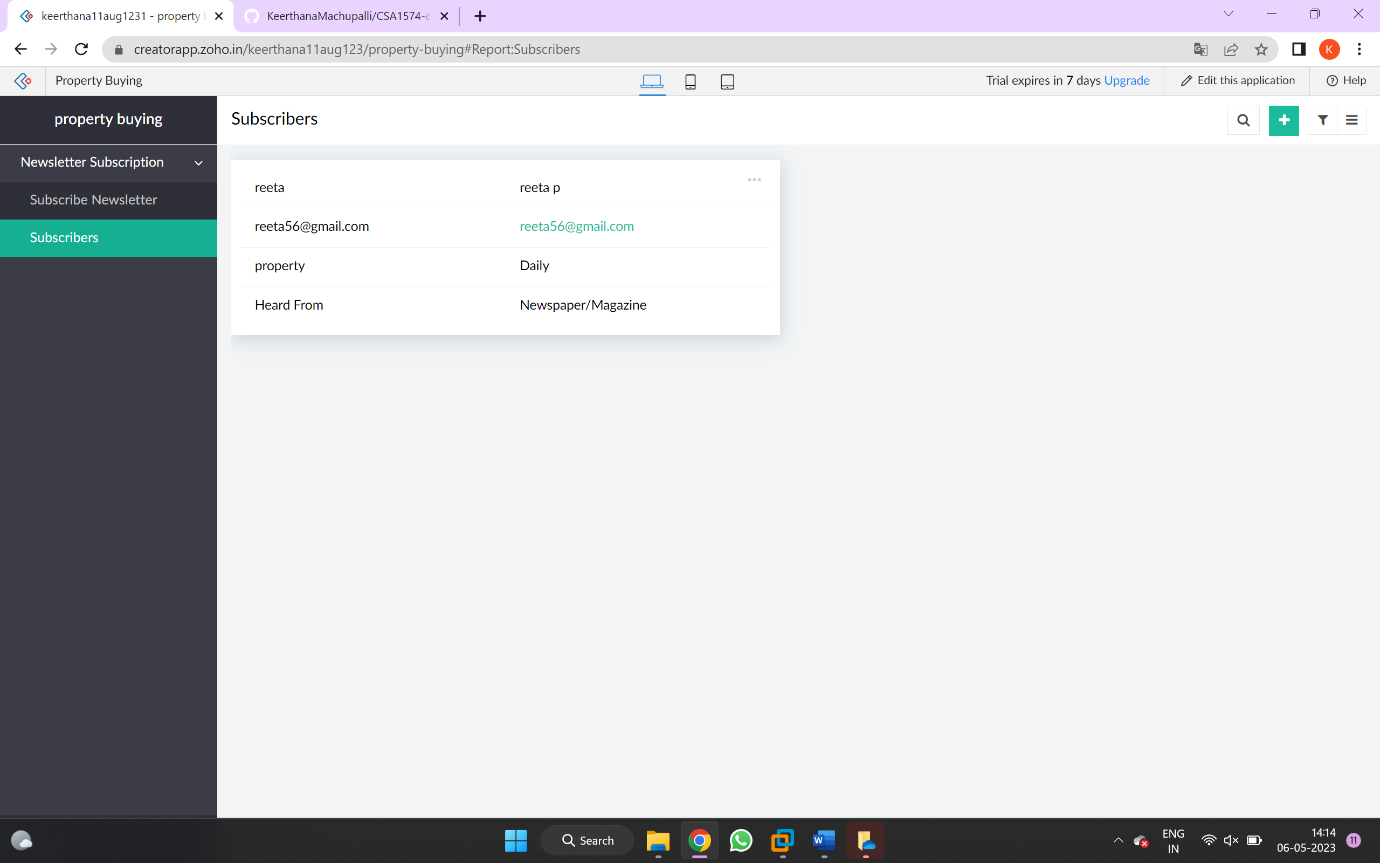 keerthana11aug1231 - property
KeerthanaMachupalli/CSA1574-c
creatorapp.zoho.in/keerthana11aug123/property-buying#Report:Subscribers
K
Property Buying
Trial expires in 7 days Upgrade
Edit this application
Help
property buying
Subscribers
Newsletter Subscription
Subscribe Newsletter
Subscribers
reeta reeta p
reeta56@gmail.com reeta56@gmail.com
property Daily
Heard From Newspaper/Magazine
Search
ENG
IN
14:14
06-05-2023
11